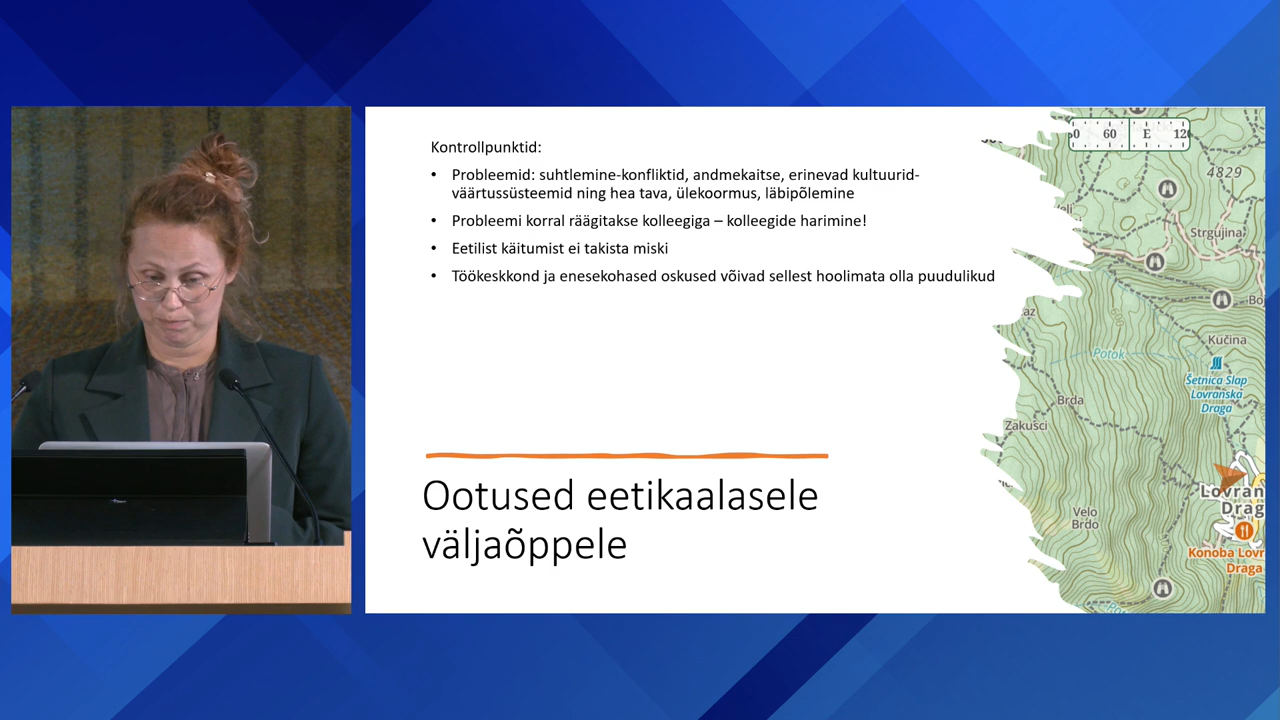 Kontrollpunktid:
• Probleemid: suhtlemine-konfliktid, andmekaitse, erinevad kultuurid-
väärtussüsteemid ning hea tava, ülekoormus, läbipõlemine
• Probleemi korral räägitakse kolleegiga – kolleegide harimine!
• Eetilist käitumist ei takista miski
• Töökeskkond ja enesekohased oskused võivad sellest hoolimata olla puudulikud
Ootused eetikaalasele
väljaõppele
60 E
4829
Strgujina
Kučina
Potok
Šetnica Slap
Lovranska
Draga
Brda
Zakušci
Lovran
Drag
Velo
Brdo
Konoba Lovr
Draga